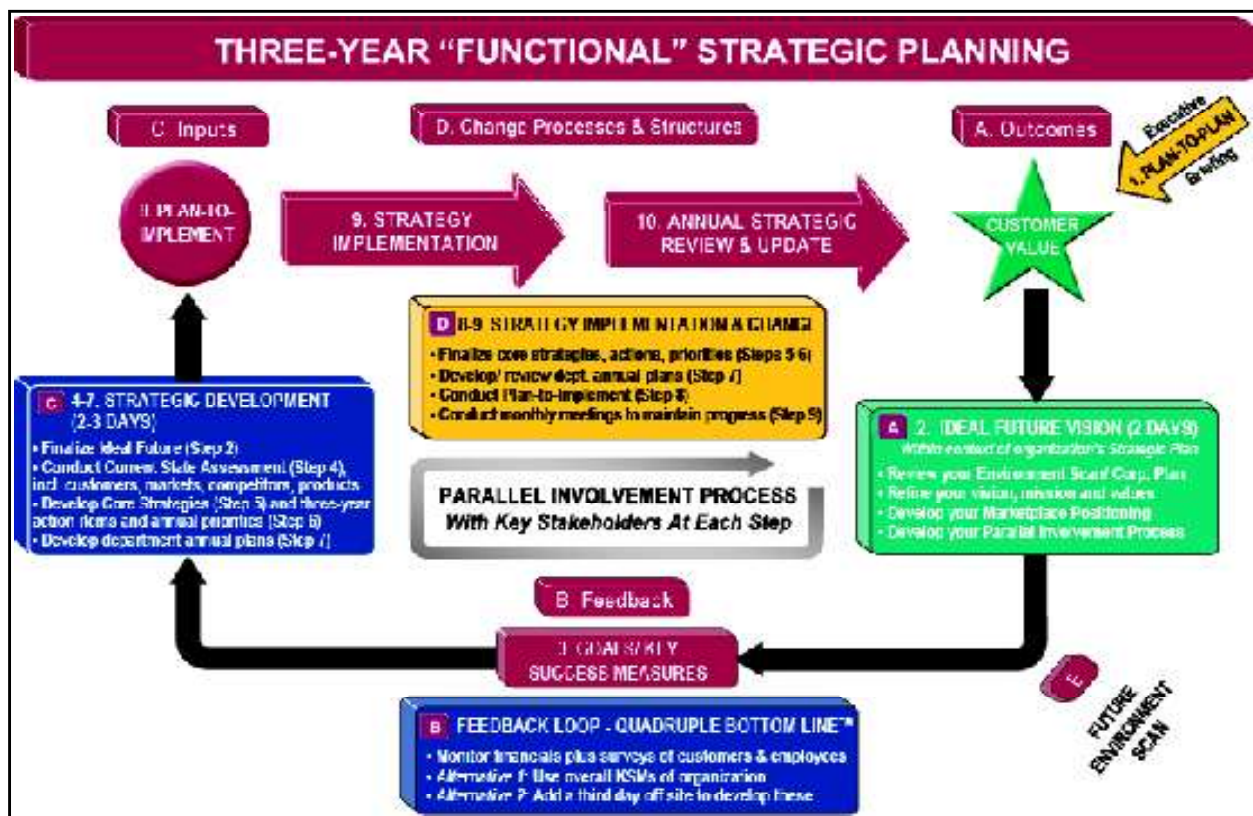 THREE-YEAR “FUNCTIONAL” STRATEGIC PLANNING
C. Inputs
D. Change Processes & Structures
A. Outcomes
Executive
1. PLAN-TO-PLAN
Briefing
PLAN-TO-
IMPLEMENT
9. STRATEGY
IMPLEMENTATION
10. ANNUAL STRATEGIC
REVIEW & UPDATE
CUSTOMER
VALUE
D 8-9. STRATEGY IMPLEMENTATION & CHANGE
• Finalize core strategies, actions, priorities (Steps 5-6)
• Develop/ review dept. annual plans (Step 7)
• Conduct Plan-to-Implement (Step 8)
• Conduct monthly meetings to maintain progress (Step 9)
C 4-7. STRATEGIC DEVELOPMENT
(2-3 DAYS)
• Finalize Ideal Future (Step 2)
• Conduct Current State Assessment (Step 4),
incl. customers, markets, competitors, products
• Develop Core Strategies (Step 5) and three-year
action items and annual priorities (Step 6)
• Develop department annual plans (Step 7)
A 2. IDEAL FUTURE VISION (2 DAYS)
Within context of organization's Strategic Plan
• Review your Environment Scan/ Corp. Plan
• Refine your vision, mission and values
• Develop your Marketplace Positioning
• Develop your Parallel Involvement Process
PARALLEL INVOLVEMENT PROCESS
With Key Stakeholders At Each Step
B. Feedback
3. GOALS/ KEY
SUCCESS MEASURES
E
FUTURE
ENVIRONMENT
SCAN
B FEEDBACK LOOP - QUADRUPLE BOTTOM LINE™
• Monitor financials plus surveys of customers & employees
• Alternative 1: Use overall KSMs of organization
• Alternative 2: Add a third day off site to develop these